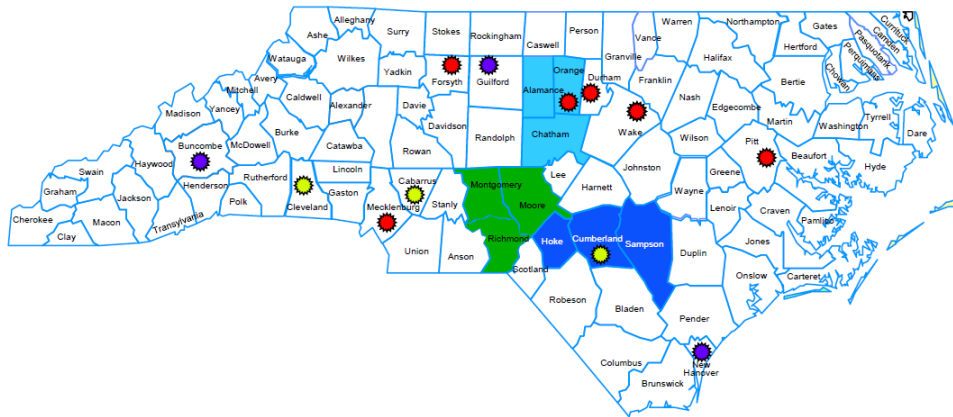 Alleghany
Ashe
Surry
Stokes
Rockingham
Caswell
Person
Granville
Vance
Warren
Northampton
Gates
Currituck
Camden
Pasquotank
Perquimans
Chowan
Hertford
Halifax
Watauga
Wilkes
Yadkin
Forsyth
Guilford
Alamance
Orange
Durham
Franklin
Nash
Edgecombe
Bertie
Avery
Mitchell
Yancey
Madison
Caldwell
Alexander
Davie
Davidson
Randolph
Chatham
Wake
Wilson
Martin
Washington
Tyrrell
Dare
Burke
McDowell
Buncombe
Haywood
Swain
Graham
Catawba
Rowan
Lee
Johnston
Pitt
Greene
Beaufort
Hyde
Rutherford
Lincoln
Cabarrus
Montgomery
Moore
Harnett
Wayne
Lenoir
Craven
Pamlico
Henderson
Polk
Cleveland
Gaston
Mecklenburg
Stanly
Jackson
Macon
Cherokee
Clay
Transylvania
Union
Anson
Richmond
Hoke
Cumberland
Sampson
Duplin
Jones
Carteret
Onslow
Scotland
Robeson
Bladen
Pender
Columbus
Brunswick
New
Hanover